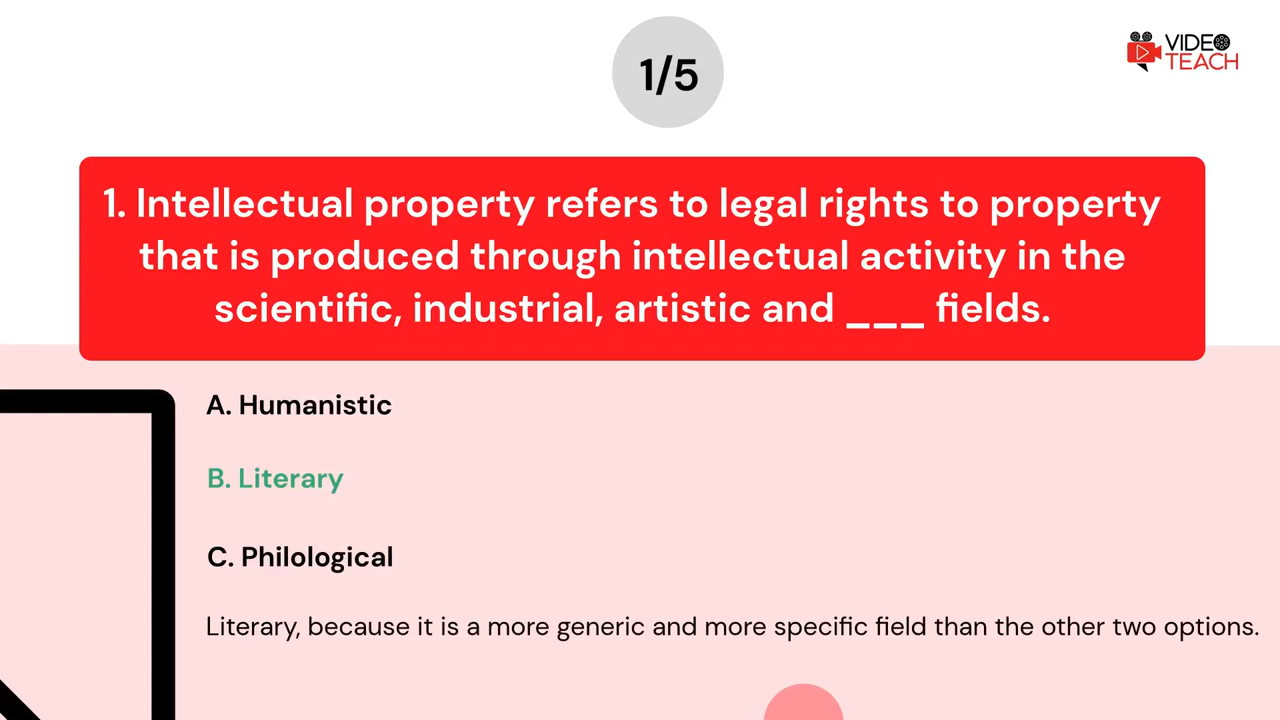 1/5
VIDEO
TEACH
1. Intellectual property refers to legal rights to property
that is produced through intellectual activity in the
scientific, industrial, artistic and ___ fields.
A. Humanistic
B. Literary
C. Philological
Literary, because it is a more generic and more specific field than the other two options.